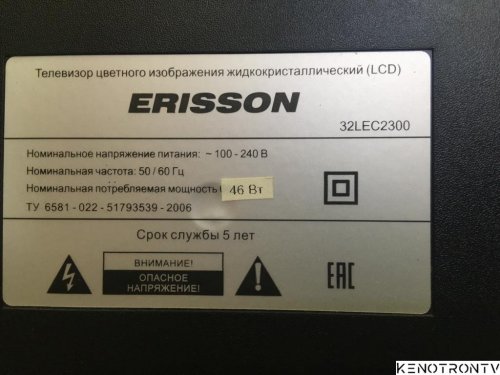 Телевизор цветного изображения жидкокристаллический (LCD)
ERISSON
32LEC2300
Номинальное напряжение питания: ~ 100 - 240 В
Номинальная частота: 50 / 60 Гц
Номинальная потребляемая мощность 46 Вт
ТУ 6581 - 022 - 51793539 - 2006
Срок службы 5 лет
ВНИМАНИЕ!
ОПАСНОЕ
НАПРЯЖЕНИЕ!
ЕАС
KENOTRONTV